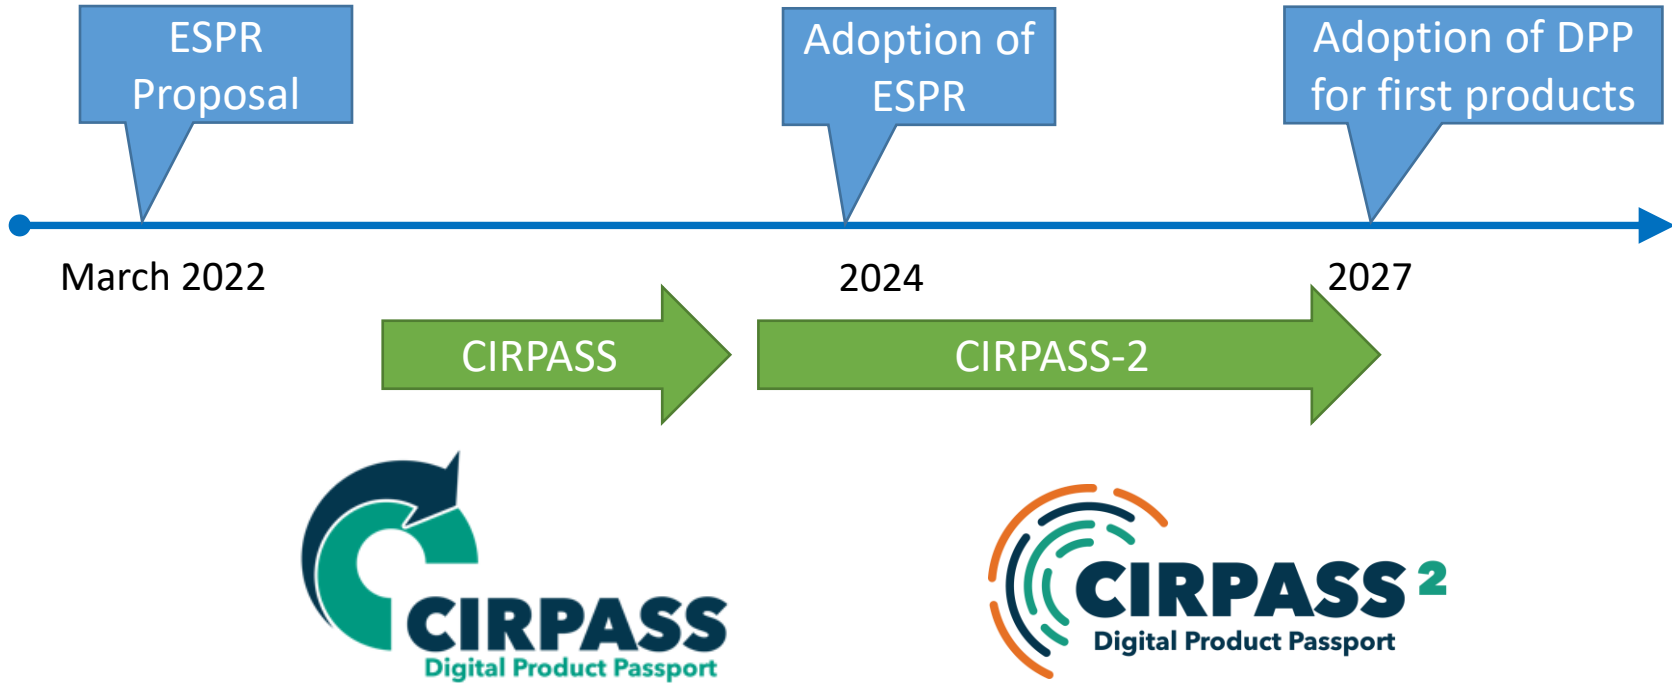 ESPR
Proposal
Adoption of
ESPR
Adoption of DPP
for first products
March 2022
2024
2027
CIRPASS
CIRPASS-2
CIRPASS
Digital Product Passport
CIRPASS 2
Digital Product Passport